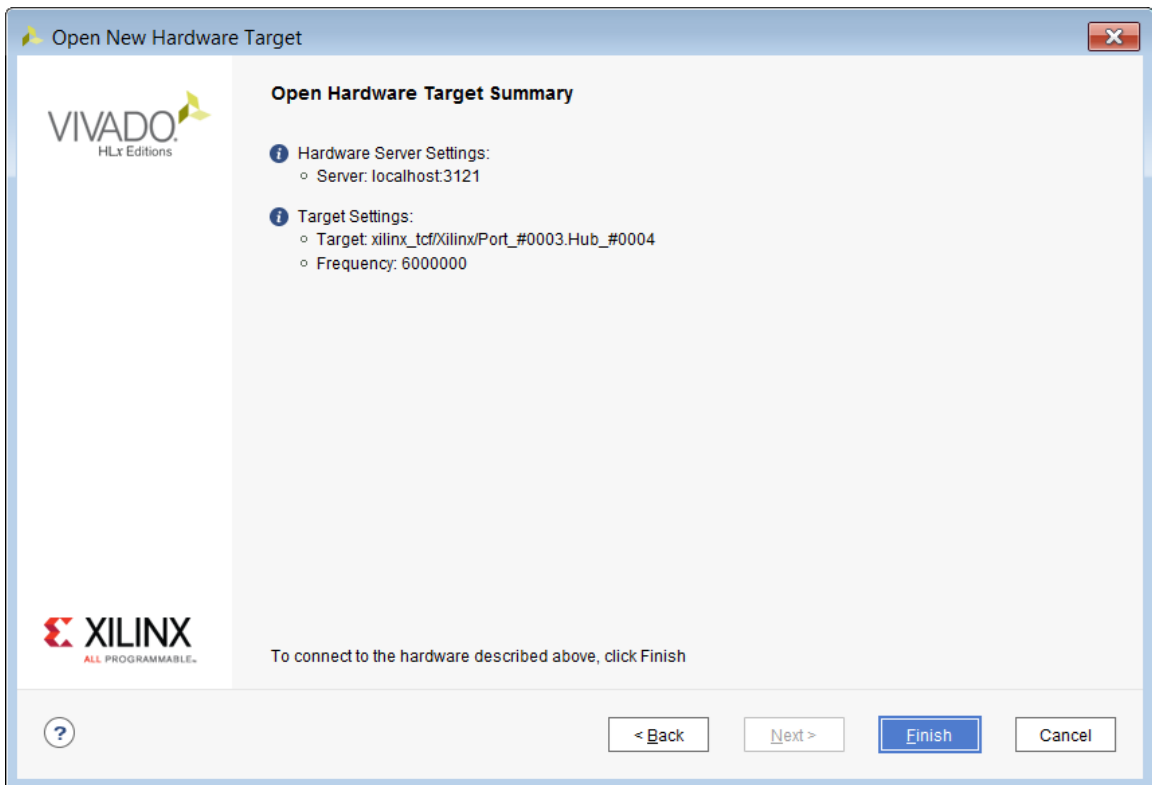 Open New Hardware Target
VIVADO.
HLx Editions
Open Hardware Target Summary
Hardware Server Settings:
Server: localhost:3121
Target Settings:
Target: xilinx_tcf/Xilinx/Port_#0003.Hub_#0004
Frequency: 6000000
XILINX
ALL PROGRAMMABLE™
To connect to the hardware described above, click Finish
?
< Back
Next >
Finish
Cancel